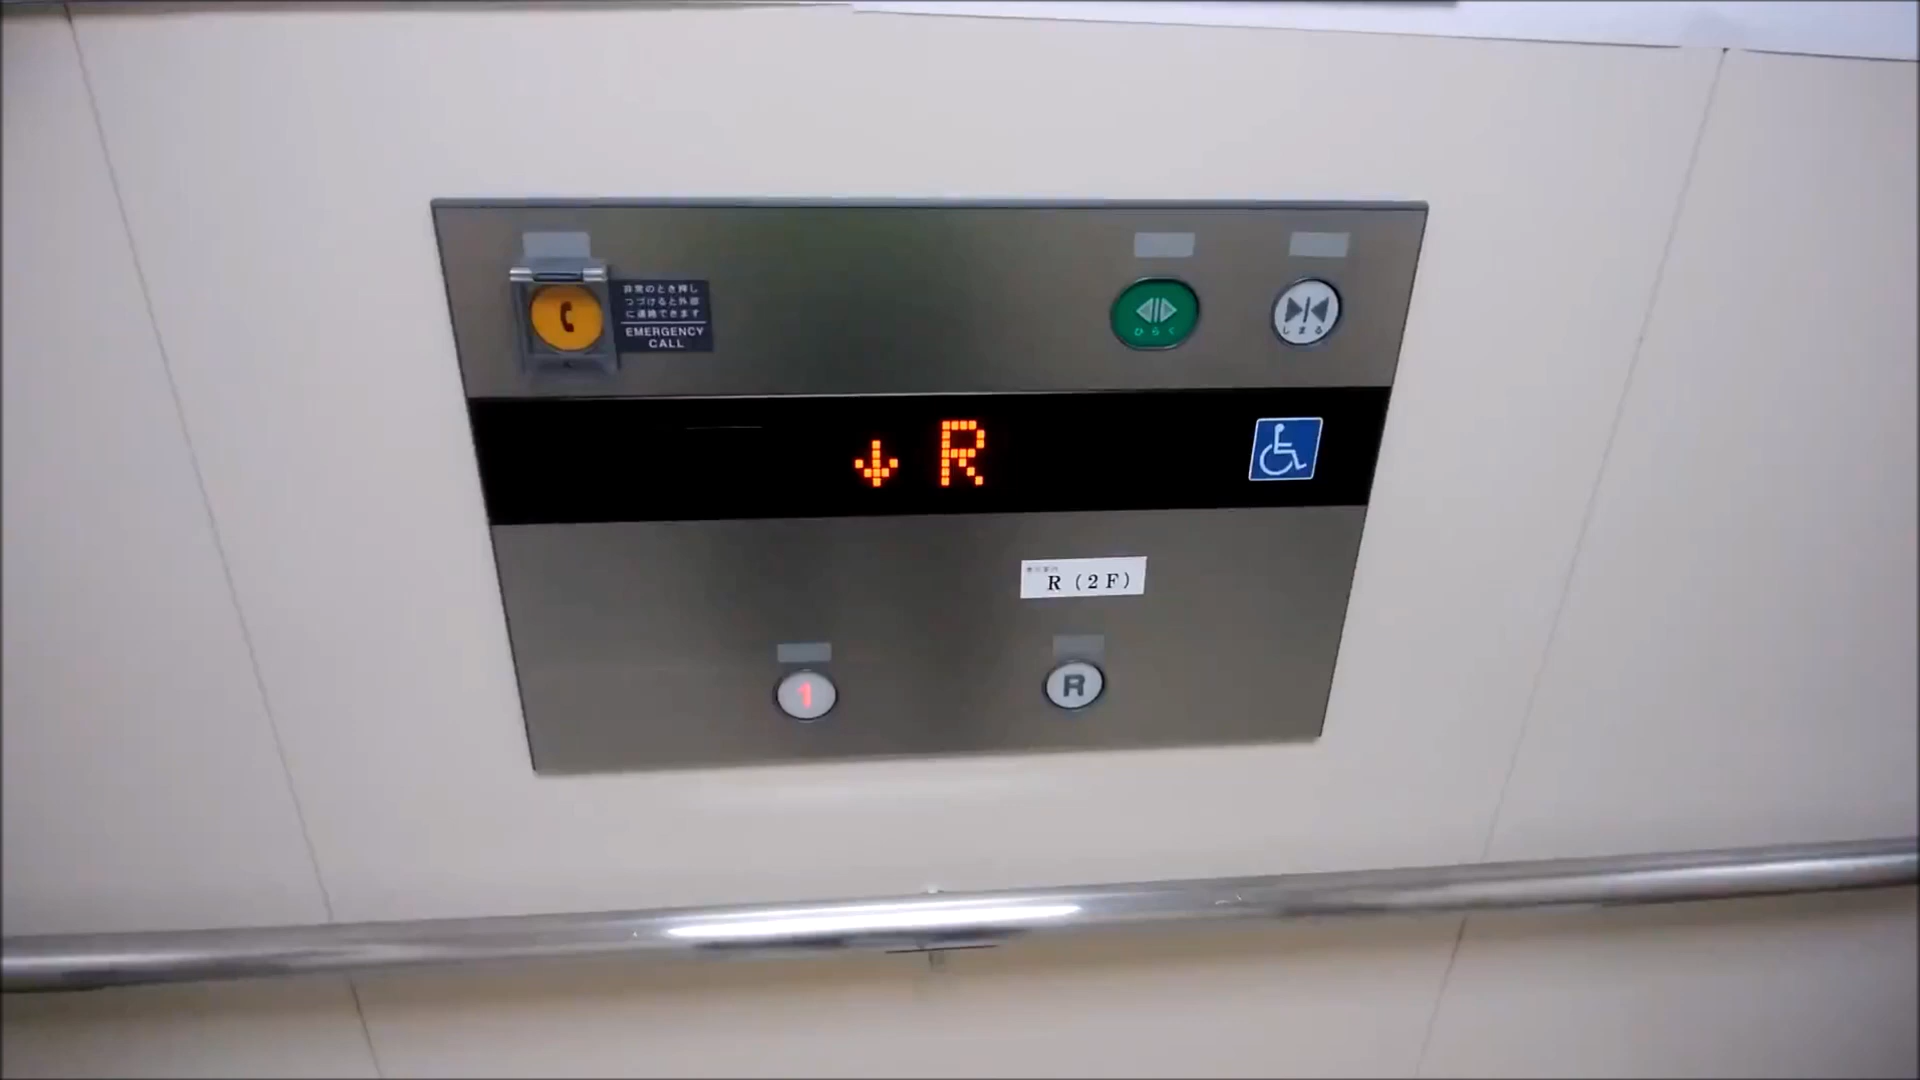 非常のとき押し
つづけると外部
に連絡できます
EMERGENCY
CALL
ひらく
しまる
R
R (2F)
1
R